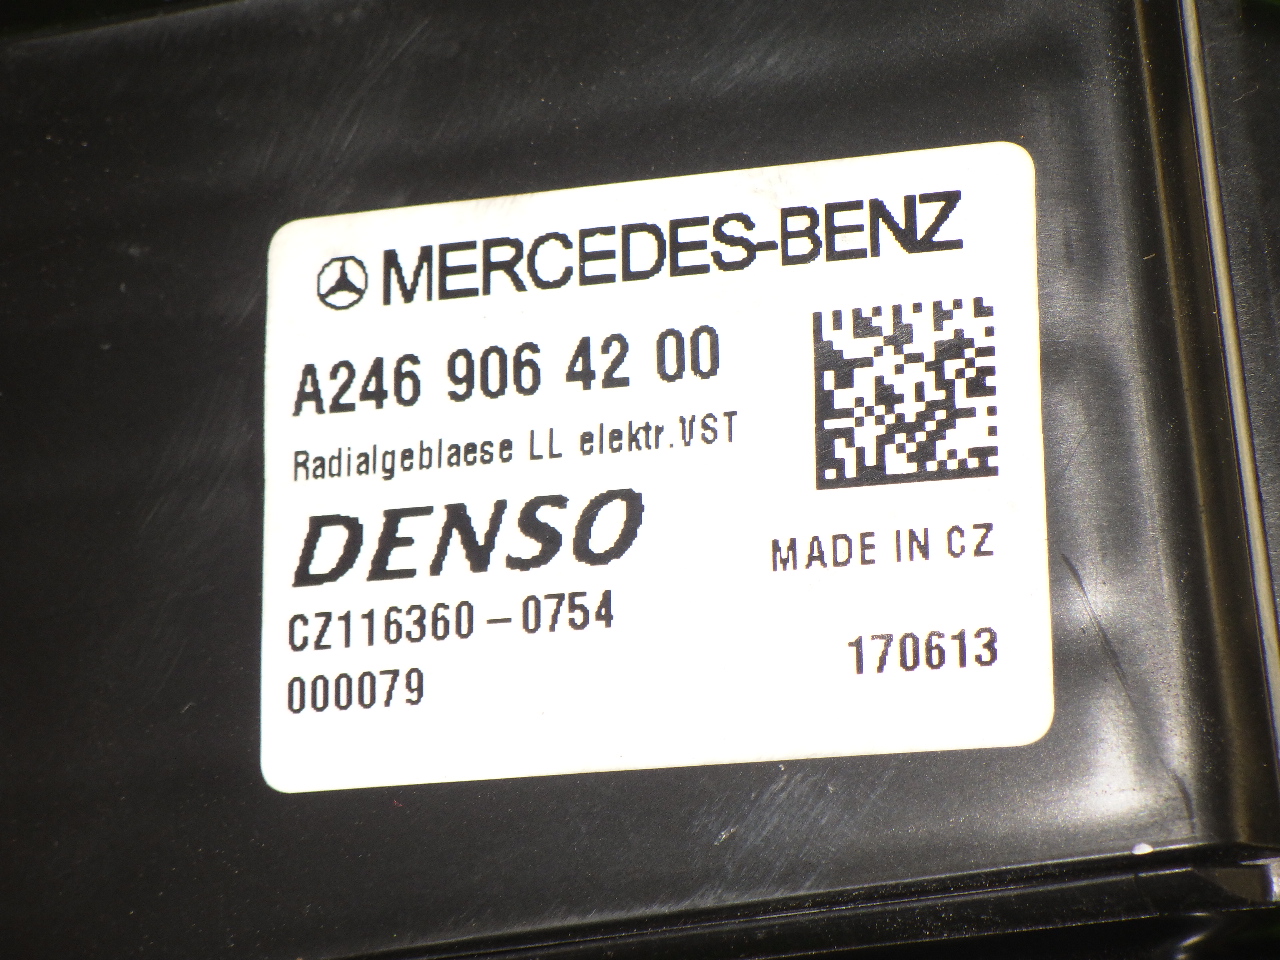 MERCEDES-BENZ
A246 906 42 00
Radialgeblaese LL elektr.VST
DENSO
MADE IN CZ
CZ116360-0754
000079
170613